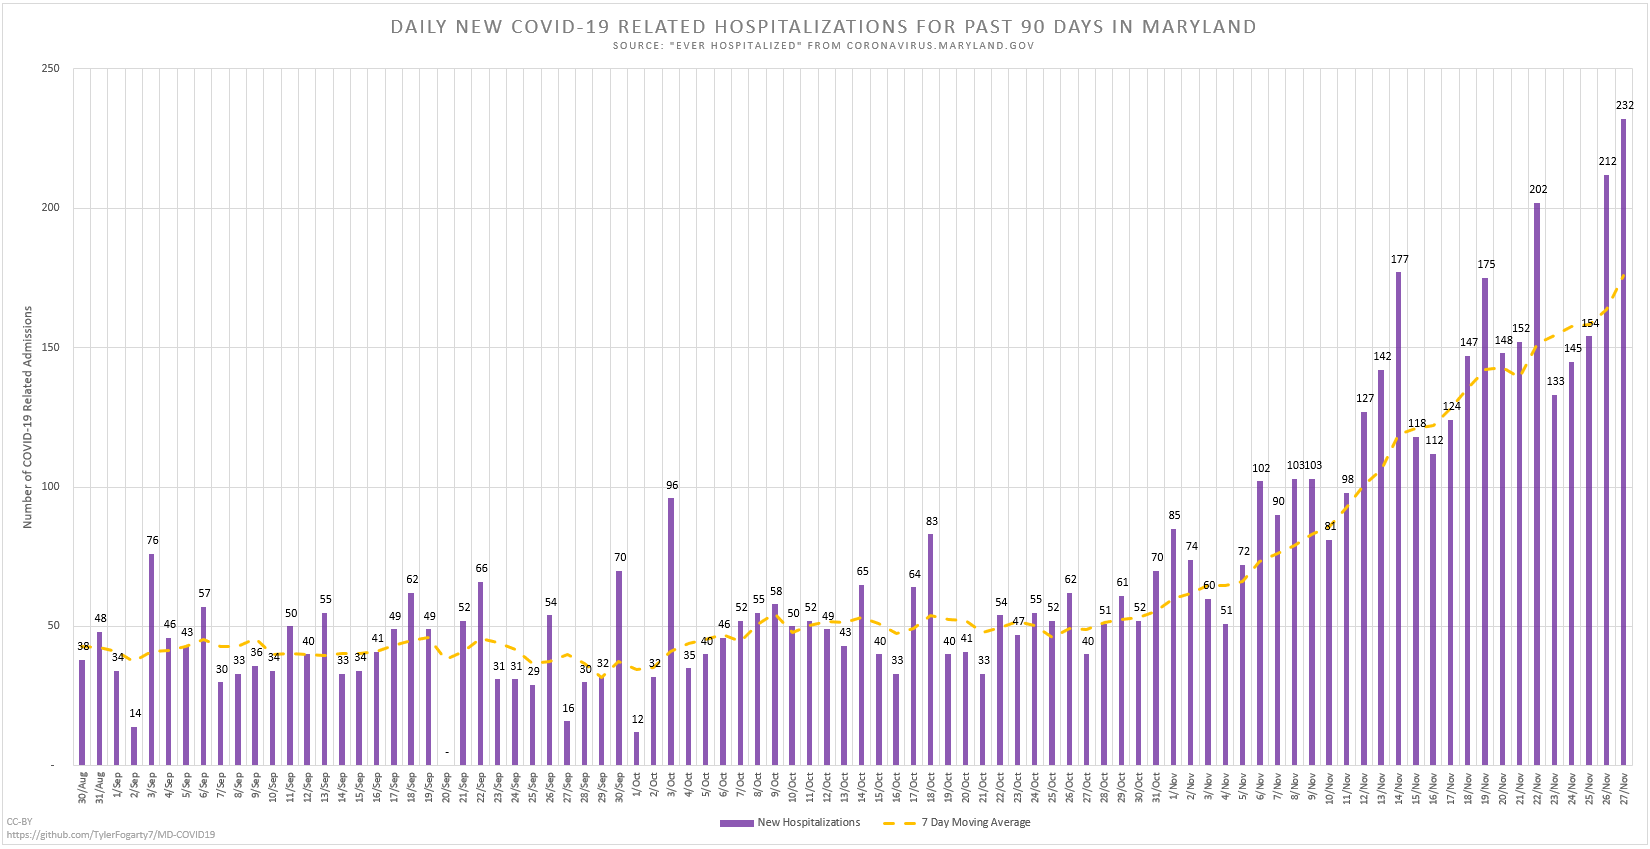 DAILY NEW COVID-19 RELATED HOSPITALIZATIONS FOR PAST 90 DAYS IN MARYLAND
SOURCE: "EVER HOSPITALIZED" FROM CORONAVIRUS.MARYLAND.GOV
Number of COVID-19 Related Admissions
250
200
150
100
50
-
38 48 34 14 76 46 43 57 30 33 36 34 50 40 55 33 34 41 49 62 49 - 52 66 31 31 29 54 16 30 32 70 12 32 96 35 40 46 52 55 58 50 52 49 43 65 40 33 64 83 40 41 33 54 47 55 52 62 40 51 61 52 70 85 74 60 51 72 102 90 103 103 81 98 127 142 177 118 112 124 147 175 148 152 202 133 145 154 212 232
30/Aug 31/Aug 1/Sep 2/Sep 3/Sep 4/Sep 5/Sep 6/Sep 7/Sep 8/Sep 9/Sep 10/Sep 11/Sep 12/Sep 13/Sep 14/Sep 15/Sep 16/Sep 17/Sep 18/Sep 19/Sep 20/Sep 21/Sep 22/Sep 23/Sep 24/Sep 25/Sep 26/Sep 27/Sep 28/Sep 29/Sep 30/Sep 1/Oct 2/Oct 3/Oct 4/Oct 5/Oct 6/Oct 7/Oct 8/Oct 9/Oct 10/Oct 11/Oct 12/Oct 13/Oct 14/Oct 15/Oct 16/Oct 17/Oct 18/Oct 19/Oct 20/Oct 21/Oct 22/Oct 23/Oct 24/Oct 25/Oct 26/Oct 27/Oct 28/Oct 29/Oct 30/Oct 31/Oct 1/Nov 2/Nov 3/Nov 4/Nov 5/Nov 6/Nov 7/Nov 8/Nov 9/Nov 10/Nov 11/Nov 12/Nov 13/Nov 14/Nov 15/Nov 16/Nov 17/Nov 18/Nov 19/Nov 20/Nov 21/Nov 22/Nov 23/Nov 24/Nov 25/Nov 26/Nov 27/Nov
New Hospitalizations 7 Day Moving Average
CC-BY
https://github.com/TylerFogarty7/MD-COVID19